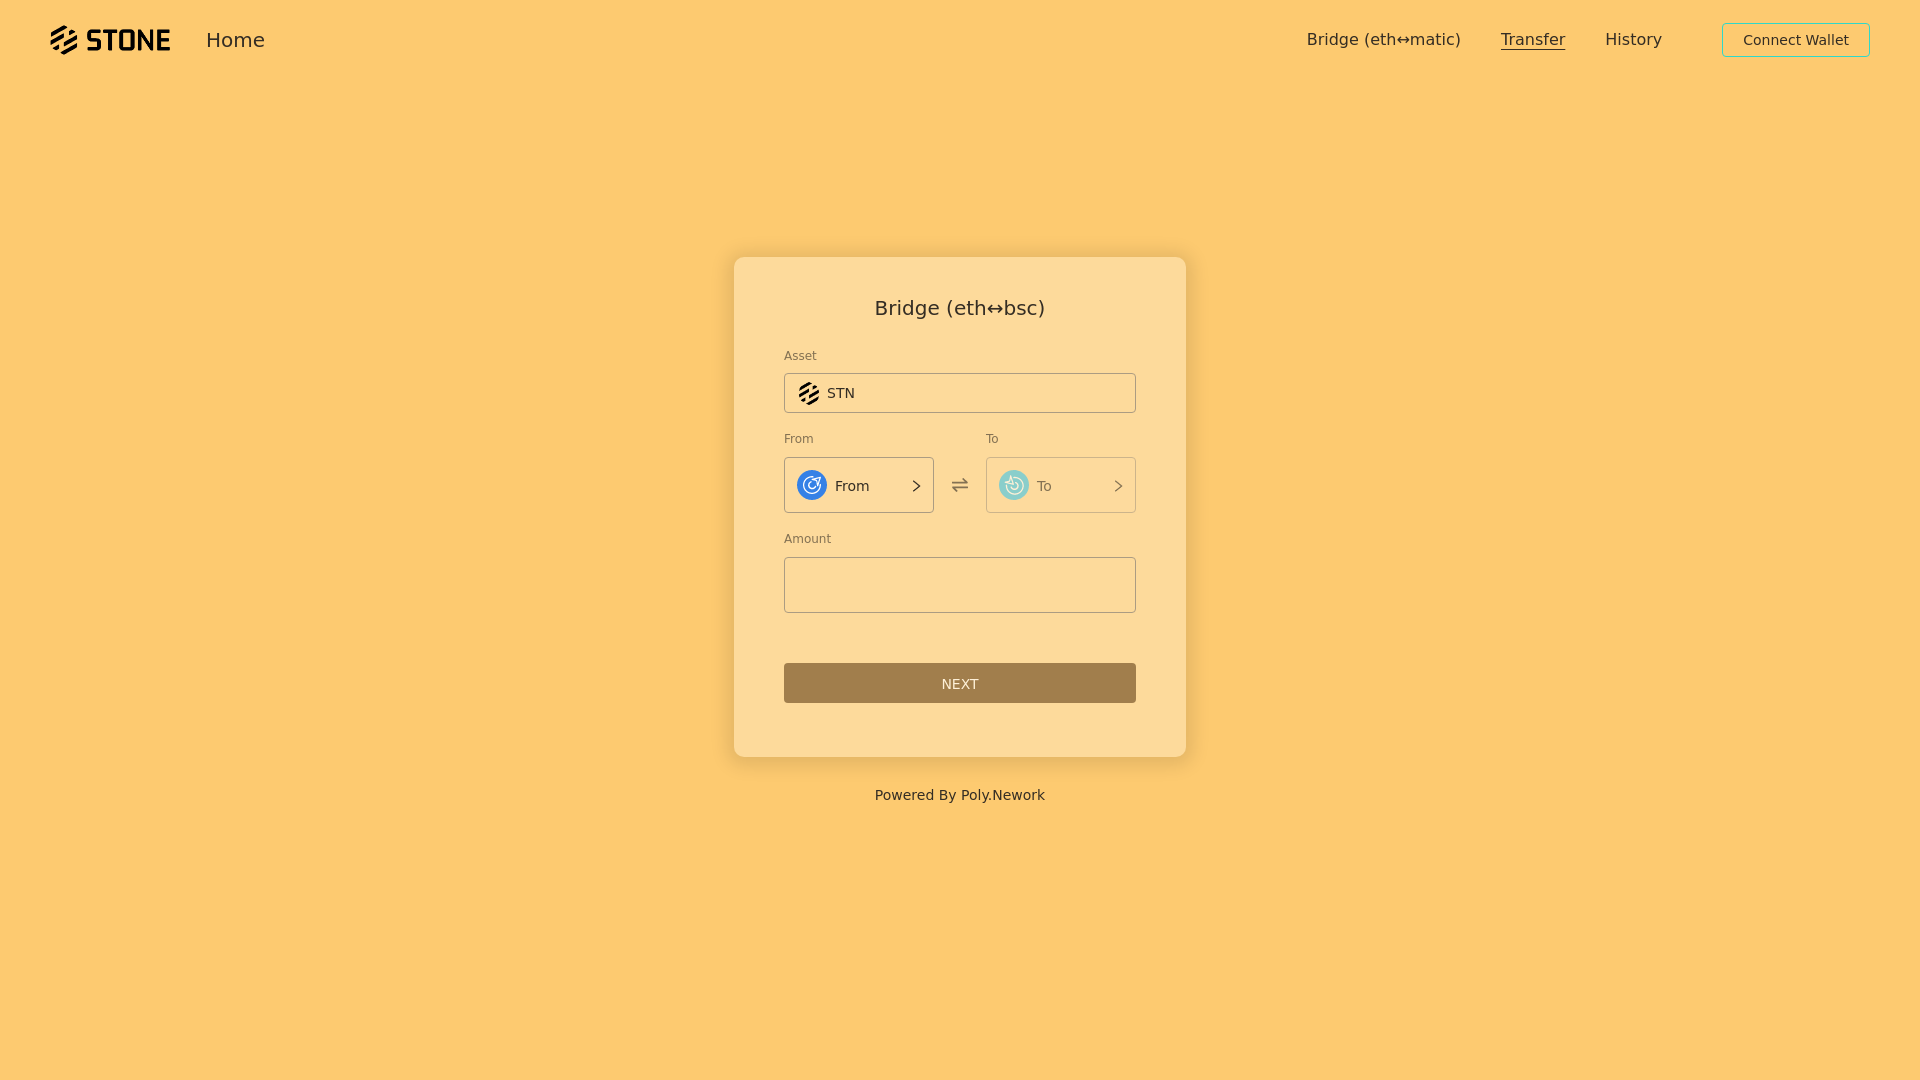 STONE
Home
Bridge (eth↔matic)
Transfer
History
Connect Wallet
Bridge (eth↔bsc)
Asset
STN
From
To
From
To
Amount
NEXT
Powered By Poly.Nework